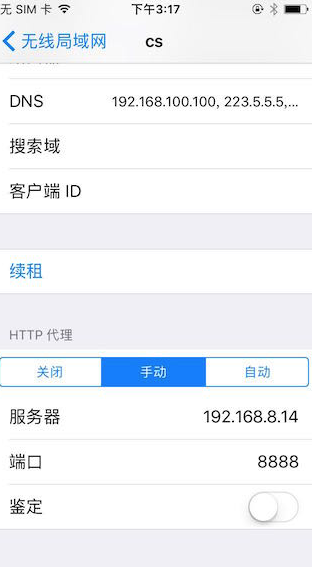 无 SIM 卡 下午3:17
无线局域网 cs
DNS 192.168.100.100, 223.5.5.5,...
搜索域
客户端 ID
续租
HTTP 代理
关闭 手动 自动
服务器 192.168.8.14
端口 8888
鉴定